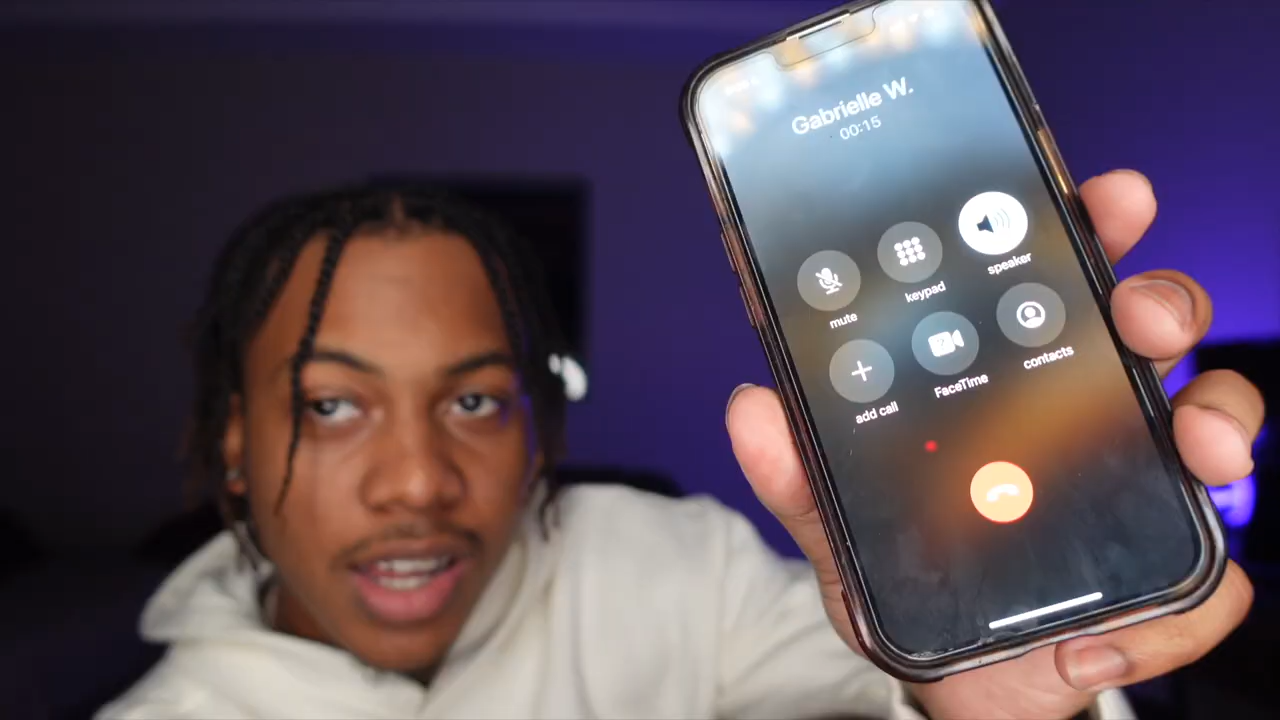 Gabrielle W.
00:15
mute
keypad
speaker
add call
FaceTime
contacts